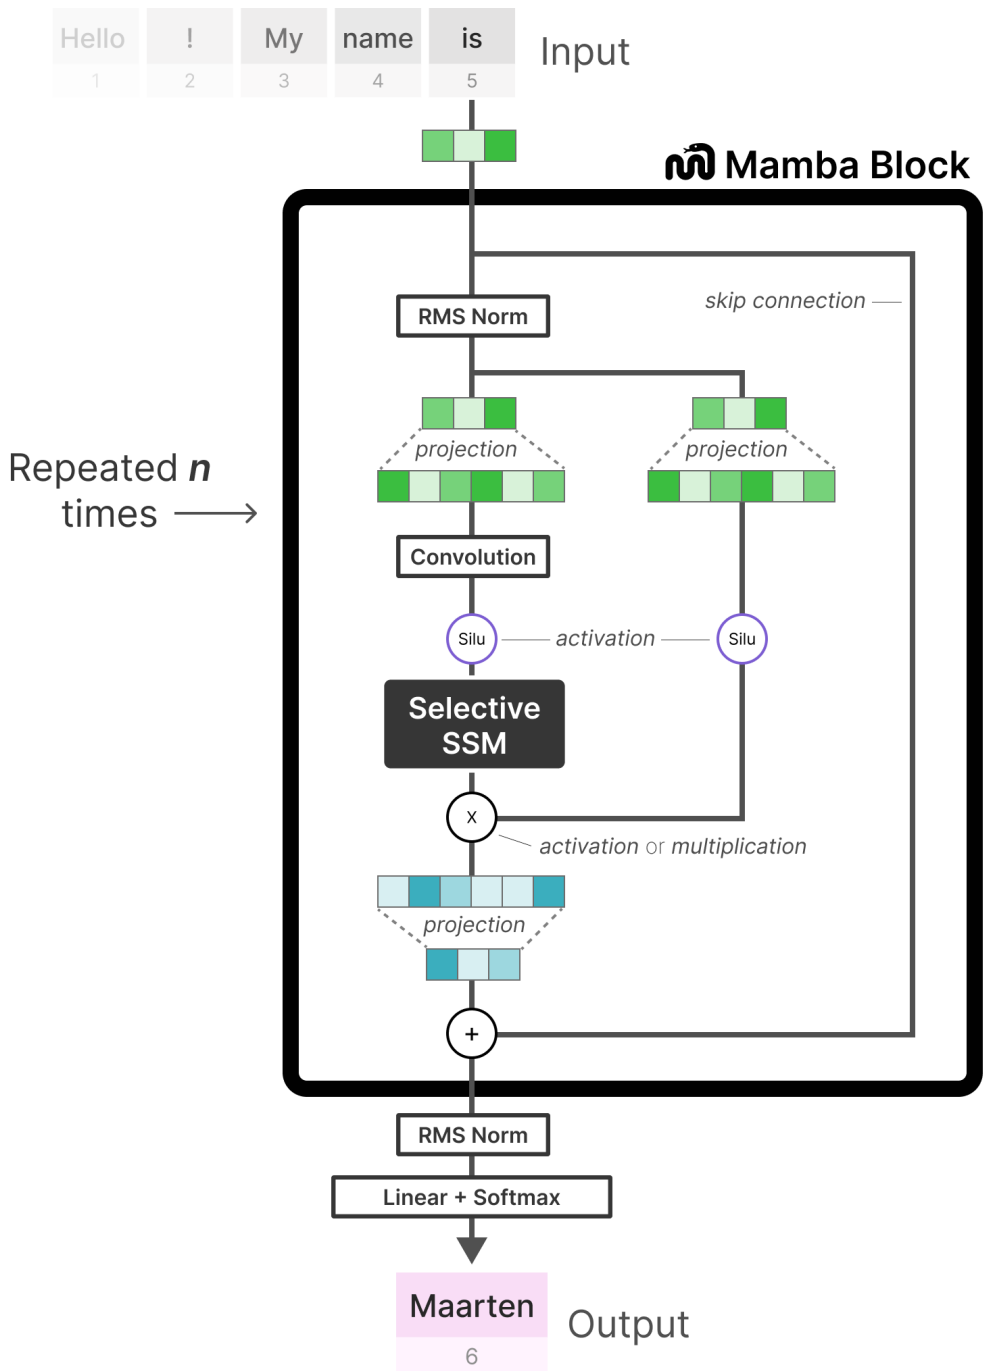 Hello ! My name is
1 2 3 4 5
Input
Mamba Block
skip connection
RMS Norm
projection projection
Repeated n
times
Convolution
Silu activation Silu
Selective
SSM
X
activation or multiplication
projection
+
RMS Norm
Linear + Softmax
Maarten
6
Output